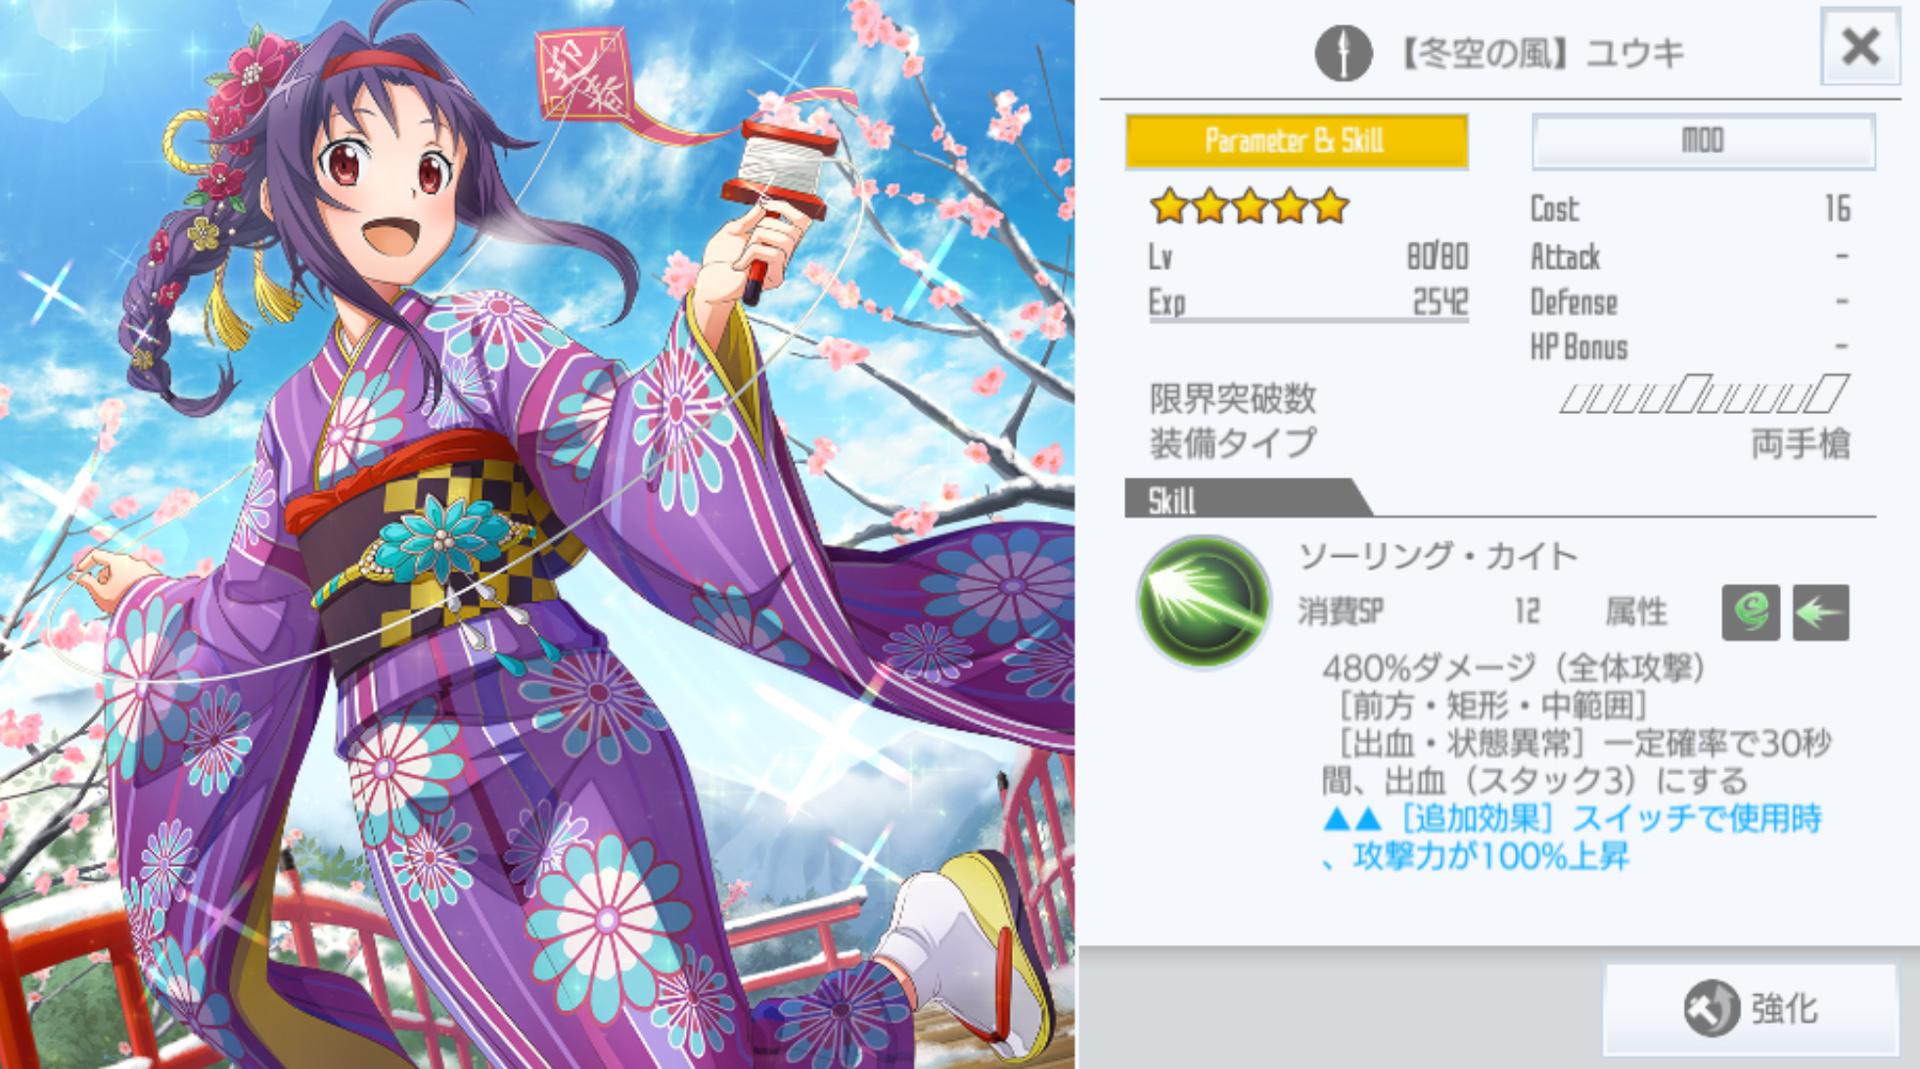 迎春
【冬空の風】ユウキ
Parameter & Skill
MOD
Lv 80/80
Exp 2542
Cost 16
Attack -
Defense -
HP Bonus -
限界突破数
装備タイプ 両手槍
Skill
ソーリング・カイト
消費SP 12 属性
480%ダメージ（全体攻撃）
［前方・矩形・中範囲］
［出血・状態異常］一定確率で30秒
間、出血（スタック3）にする
▲▲［追加効果］スイッチで使用時
、攻撃力が100%上昇
強化